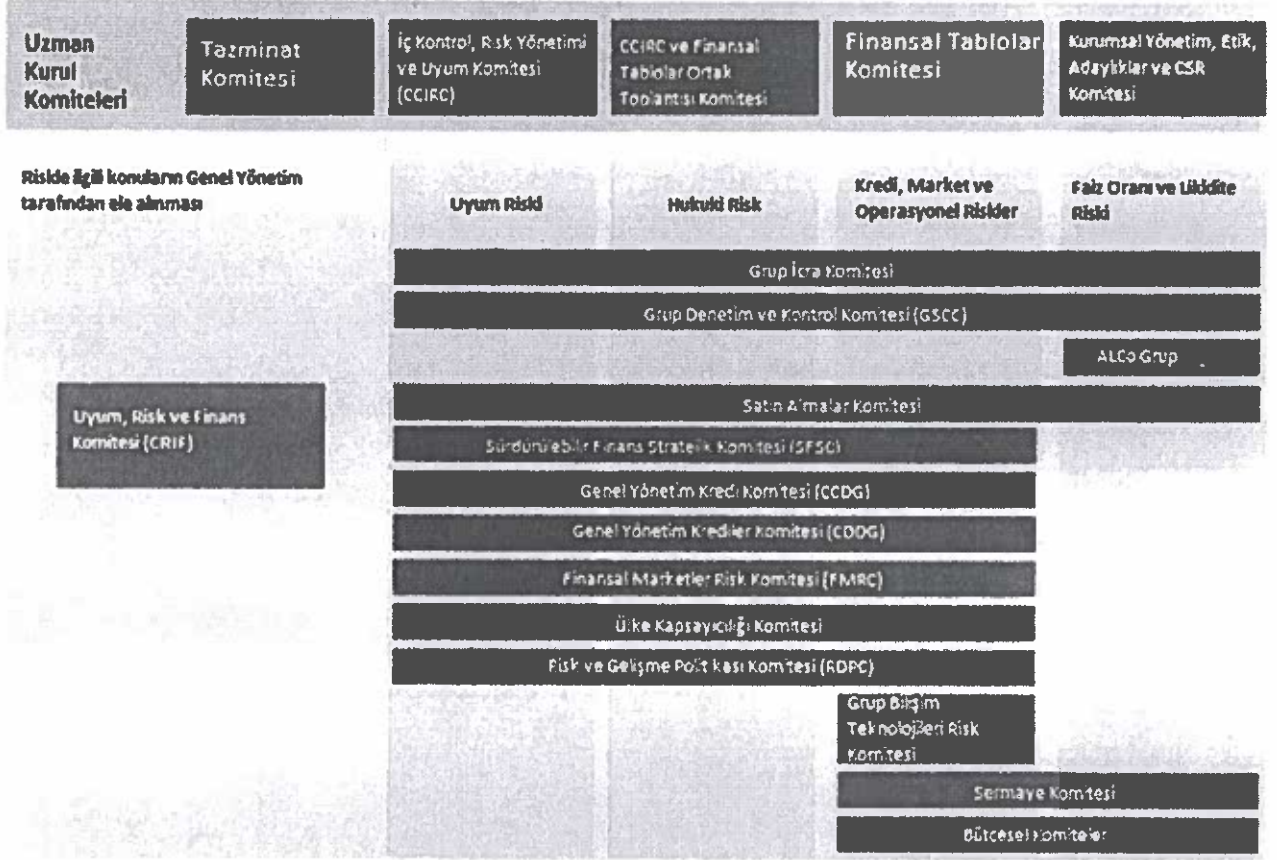 Uzman
Kurul
Komiteleri
Tazminat
Komitesi
İç Kontrol, Risk Yönetimi
ve Uyum Komitesi
(CCIRC)
CCIRC ve Finansal
Tablolar Ortak
Toplantısı Komitesi
Finansal Tablolar
Komitesi
Kurumsal Yönetim, Etik,
Adaylıklar ve CSR
Komitesi
Riskle ilgili konuların Genel Yönetim
tarafından ele alınması
Uyum Riski
Hukuki Risk
Kredi, Market ve
Operasyonel Riskler
Faiz Oranı ve Likidite
Riski
Grup İcra Komitesi
Grup Denetim ve Kontrol Komitesi (GSCC)
ALCo Grup
Uyum, Risk ve Finans
Komitesi (CRIF)
Satın Almalar Komitesi
Sürdürülebilir Finans Stratejik Komitesi (SFSC)
Genel Yönetim Kredi Komitesi (CCDG)
Genel Yönetim Krediler Komitesi (CDDG)
Finansal Marketler Risk Komitesi (FMRC)
Ülke Kapsayıcılığı Komitesi
Risk ve Gelişme Politikası Komitesi (RDPC)
Grup Bilişim
Teknolojileri Risk
Komitesi
Sermaye Komitesi
Bütçesel Komiteler